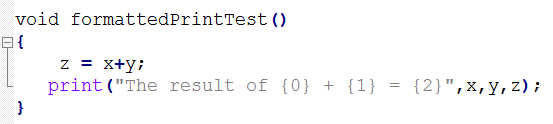 void formattedPrintTest()
{
z = x+y;
print("The result of {0} + {1} = {2}",x,y,z);
}